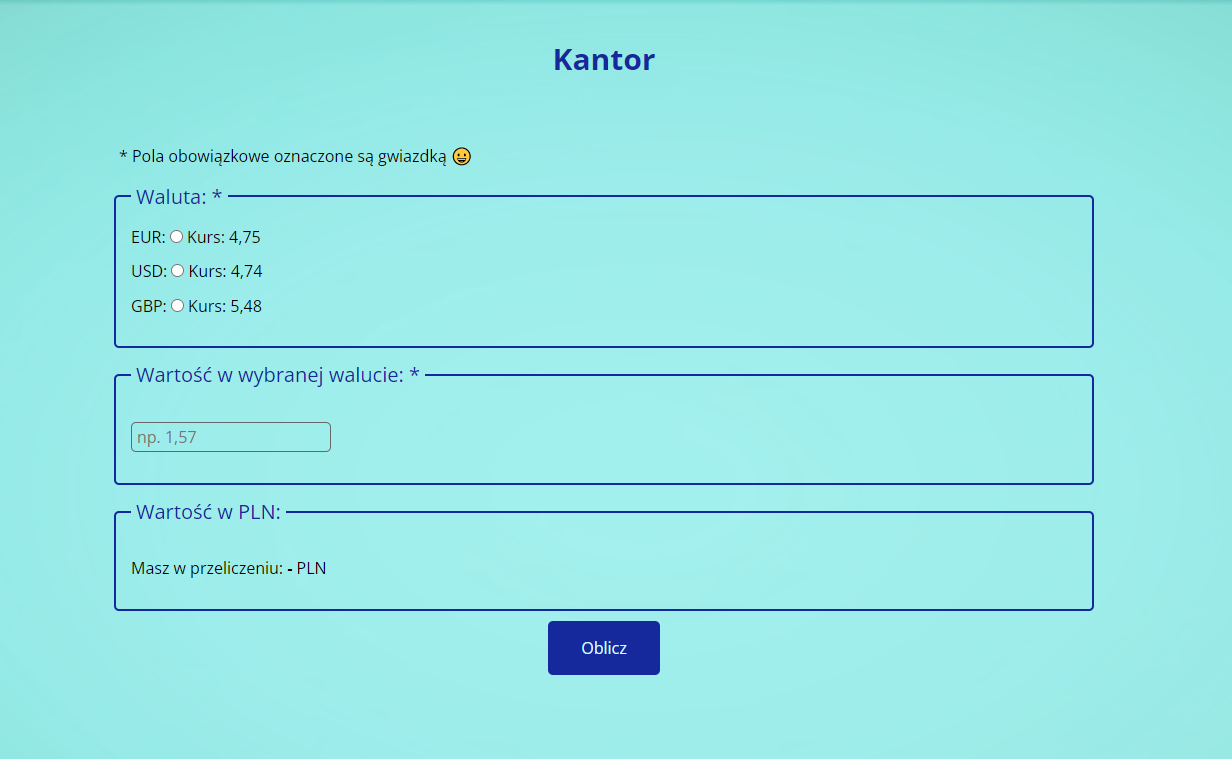 Kantor
* Pola obowiązkowe oznaczone są gwiazdką 😀
Waluta: *
EUR: Kurs: 4,75
USD: Kurs: 4,74
GBP: Kurs: 5,48
Wartość w wybranej walucie: *
np. 1,57
Wartość w PLN:
Masz w przeliczeniu: - PLN
Oblicz